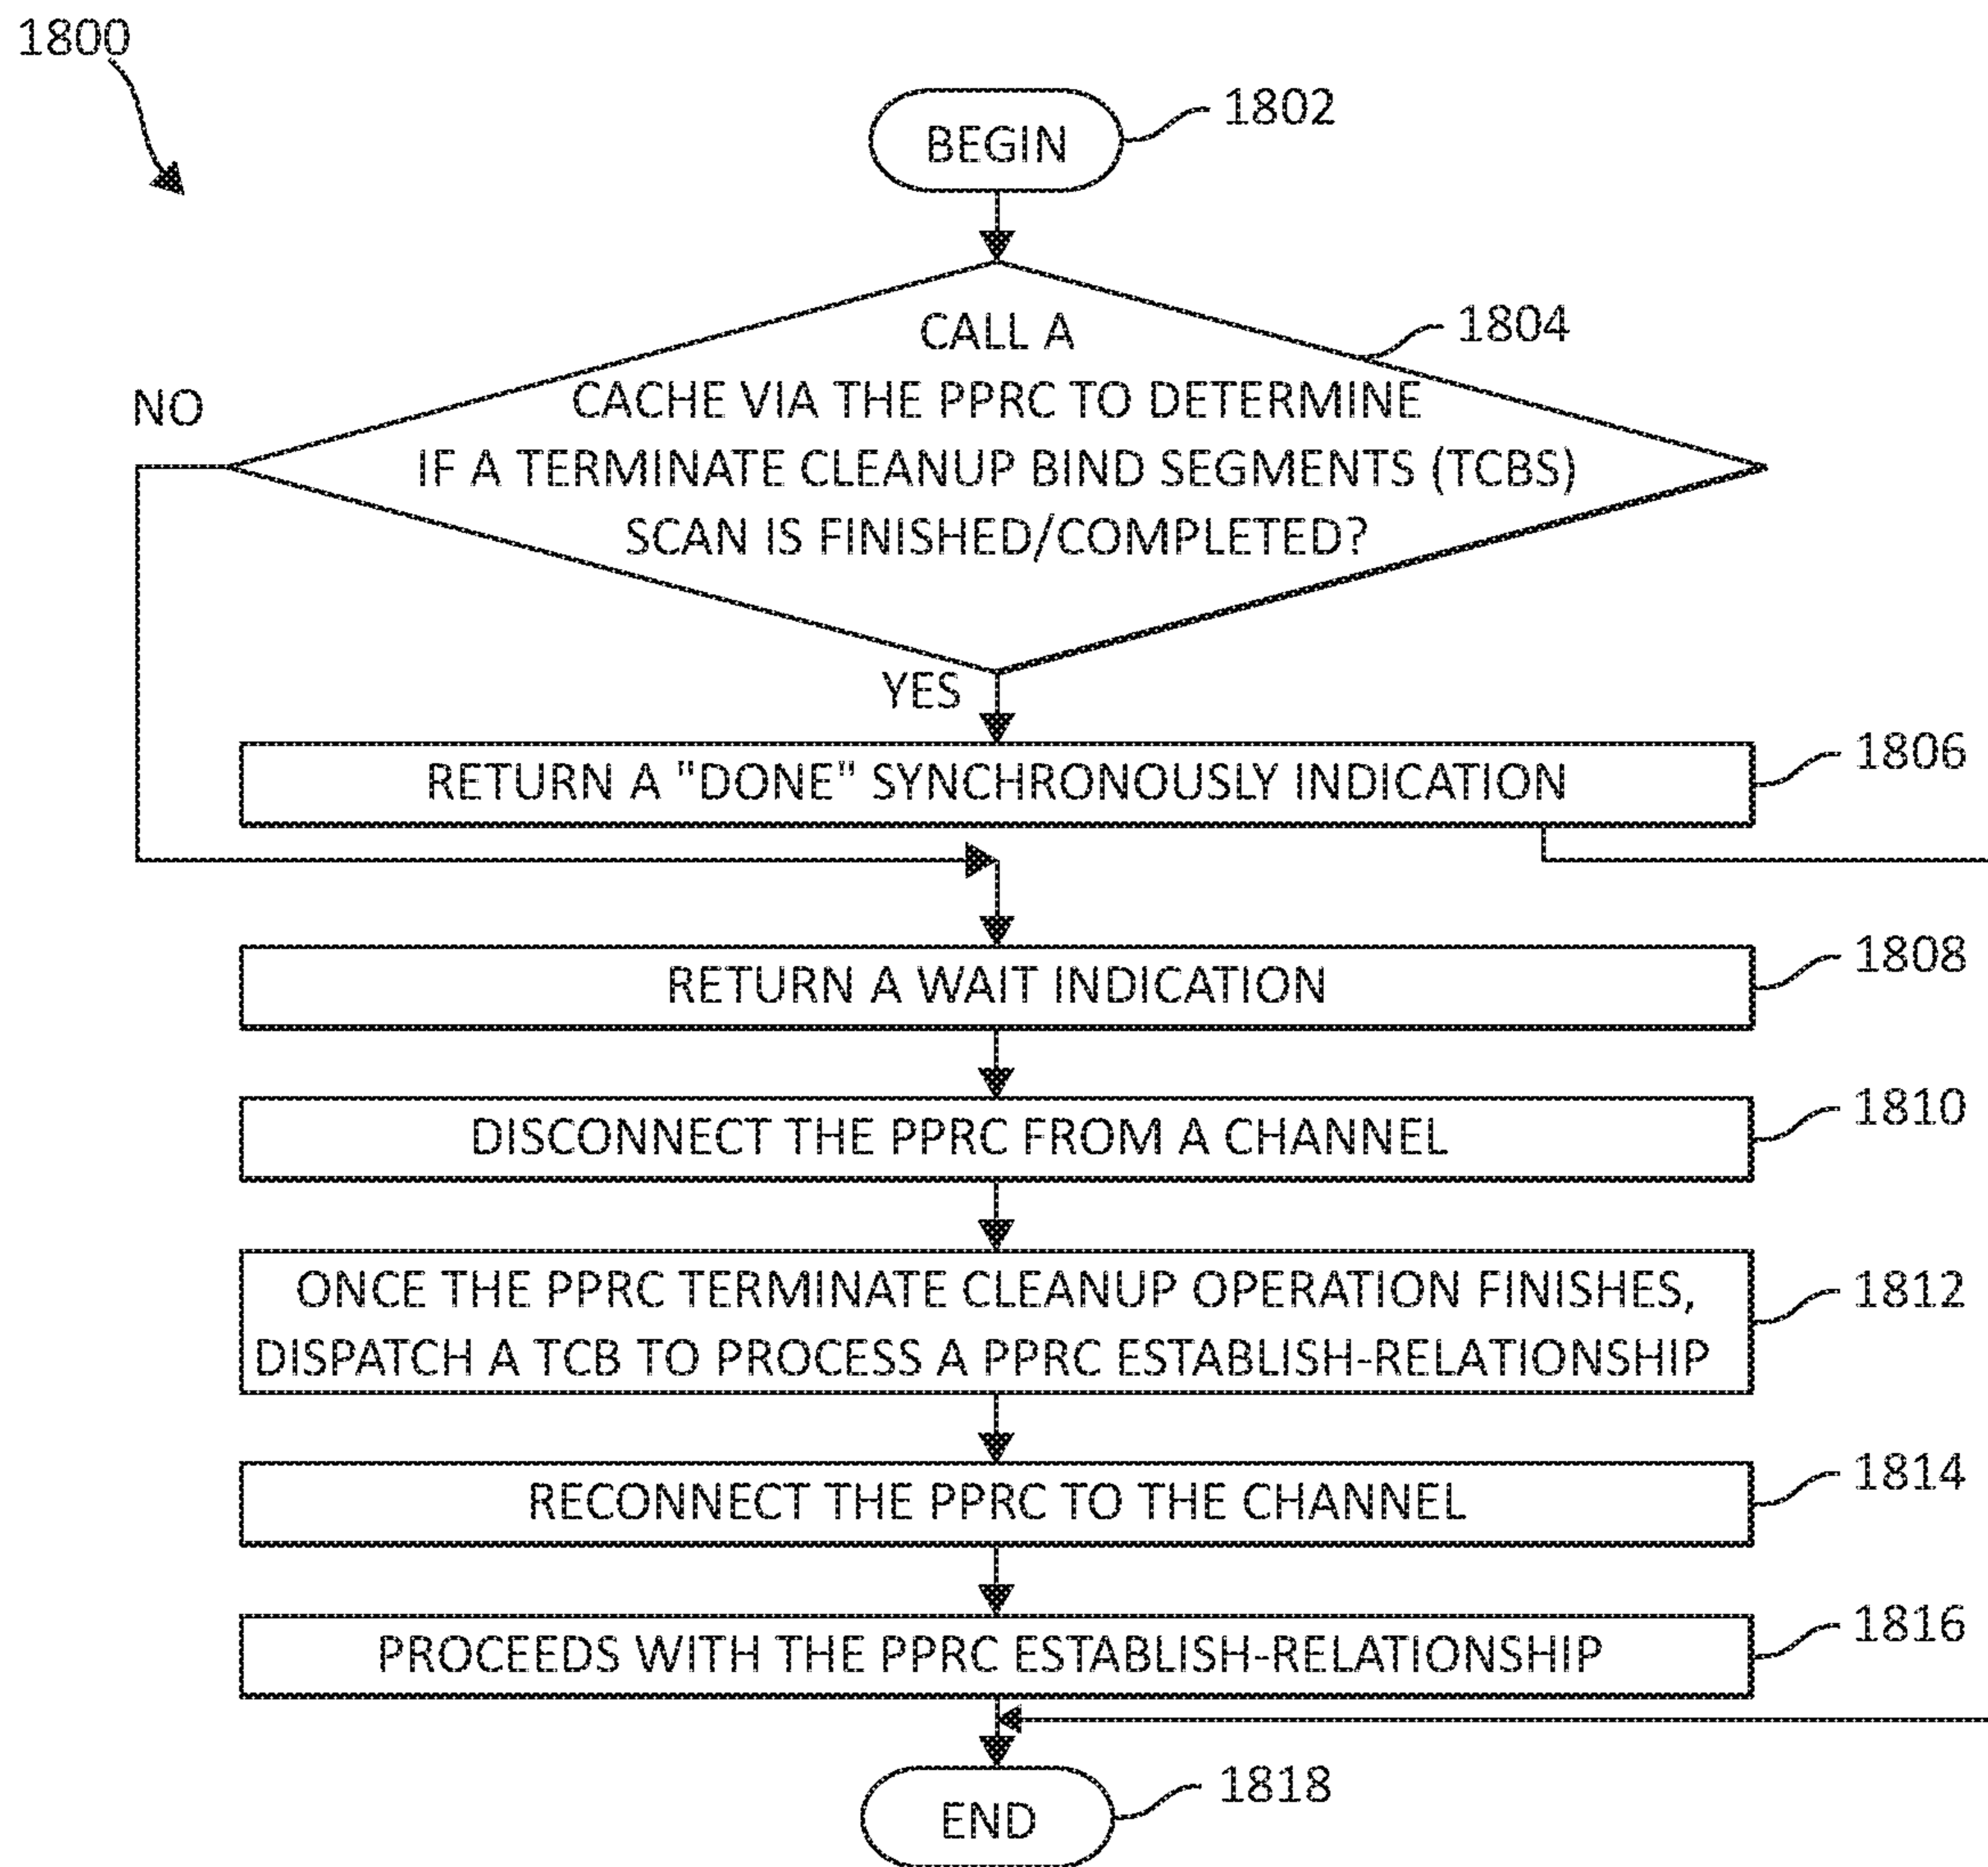 1800
BEGIN
1802
CALL A
CACHE VIA THE PPRC TO DETERMINE
IF A TERMINATE CLEANUP BIND SEGMENTS (TCBS)
SCAN IS FINISHED/COMPLETED?
1804
NO
YES
RETURN A "DONE" SYNCHRONOUSLY INDICATION
1806
RETURN A WAIT INDICATION
1808
DISCONNECT THE PPRC FROM A CHANNEL
1810
ONCE THE PPRC TERMINATE CLEANUP OPERATION FINISHES,
DISPATCH A TCB TO PROCESS A PPRC ESTABLISH-RELATIONSHIP
1812
RECONNECT THE PPRC TO THE CHANNEL
1814
PROCEEDS WITH THE PPRC ESTABLISH-RELATIONSHIP
1816
END
1818